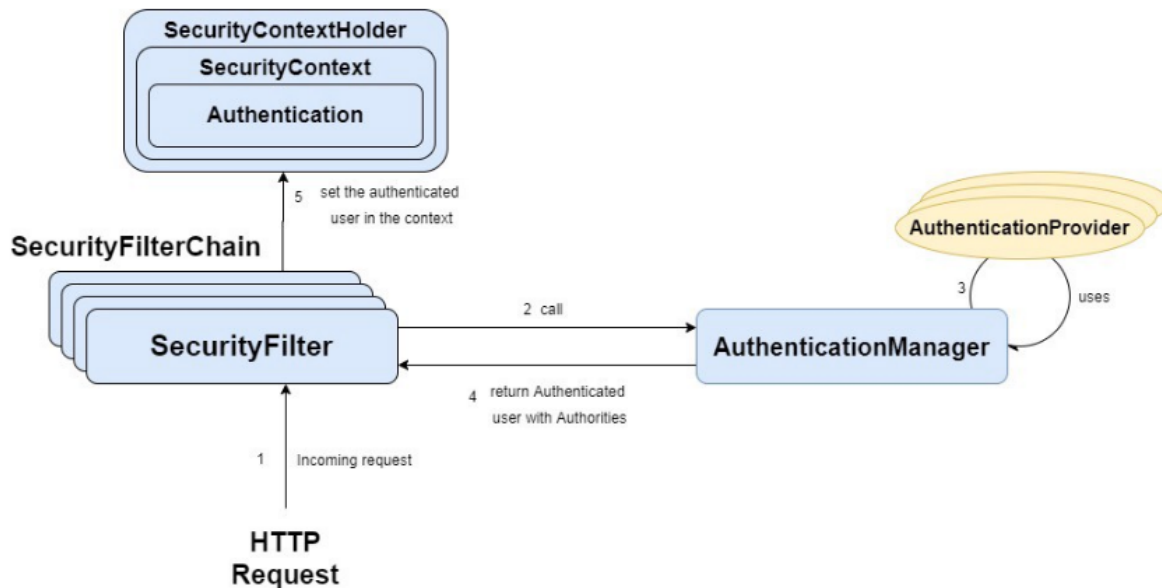 SecurityContextHolder
SecurityContext
Authentication
5 set the authenticated
user in the context
AuthenticationProvider
SecurityFilterChain
3
uses
2 call
SecurityFilter
AuthenticationManager
4 return Authenticated
user with Authorities
1 Incoming request
HTTP
Request